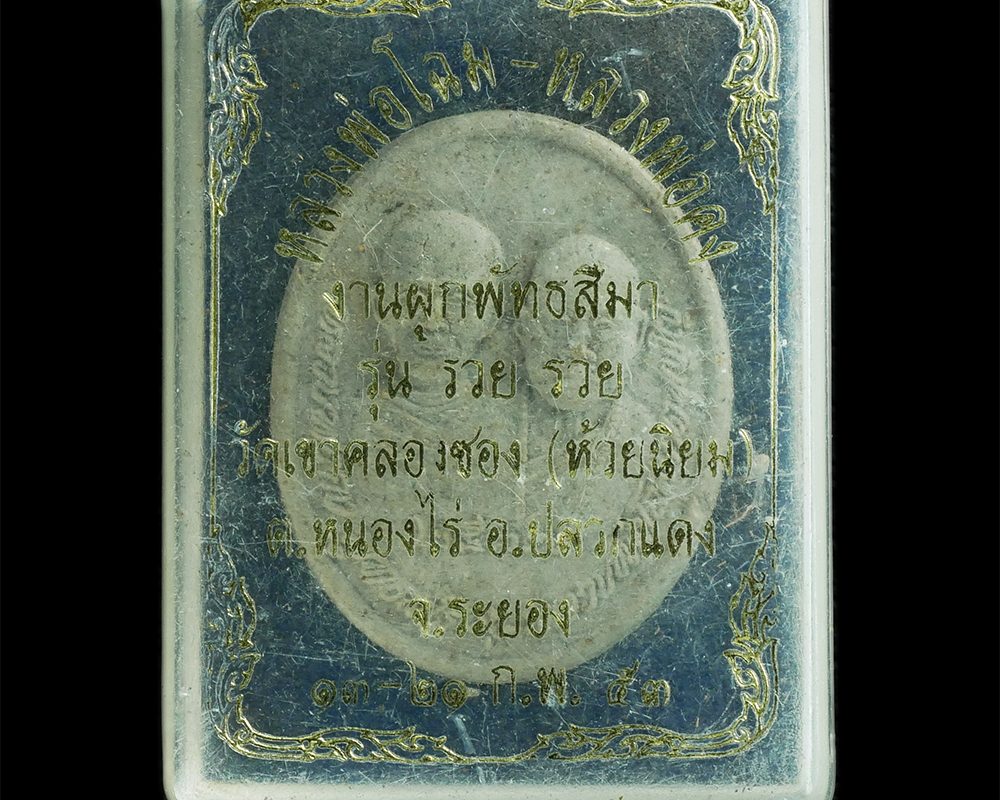 หลวงพ่อโฉม - หลวงพ่อคง
งานผูกพัทธสีมา
รุ่น รวย รวย
วัดเขาคลองซอง (ห้วยนิยม)
ต.หนองไร่ อ.ปลวกแดง
จ.ระยอง
๑๓-๒๑ ก.พ. ๕๓